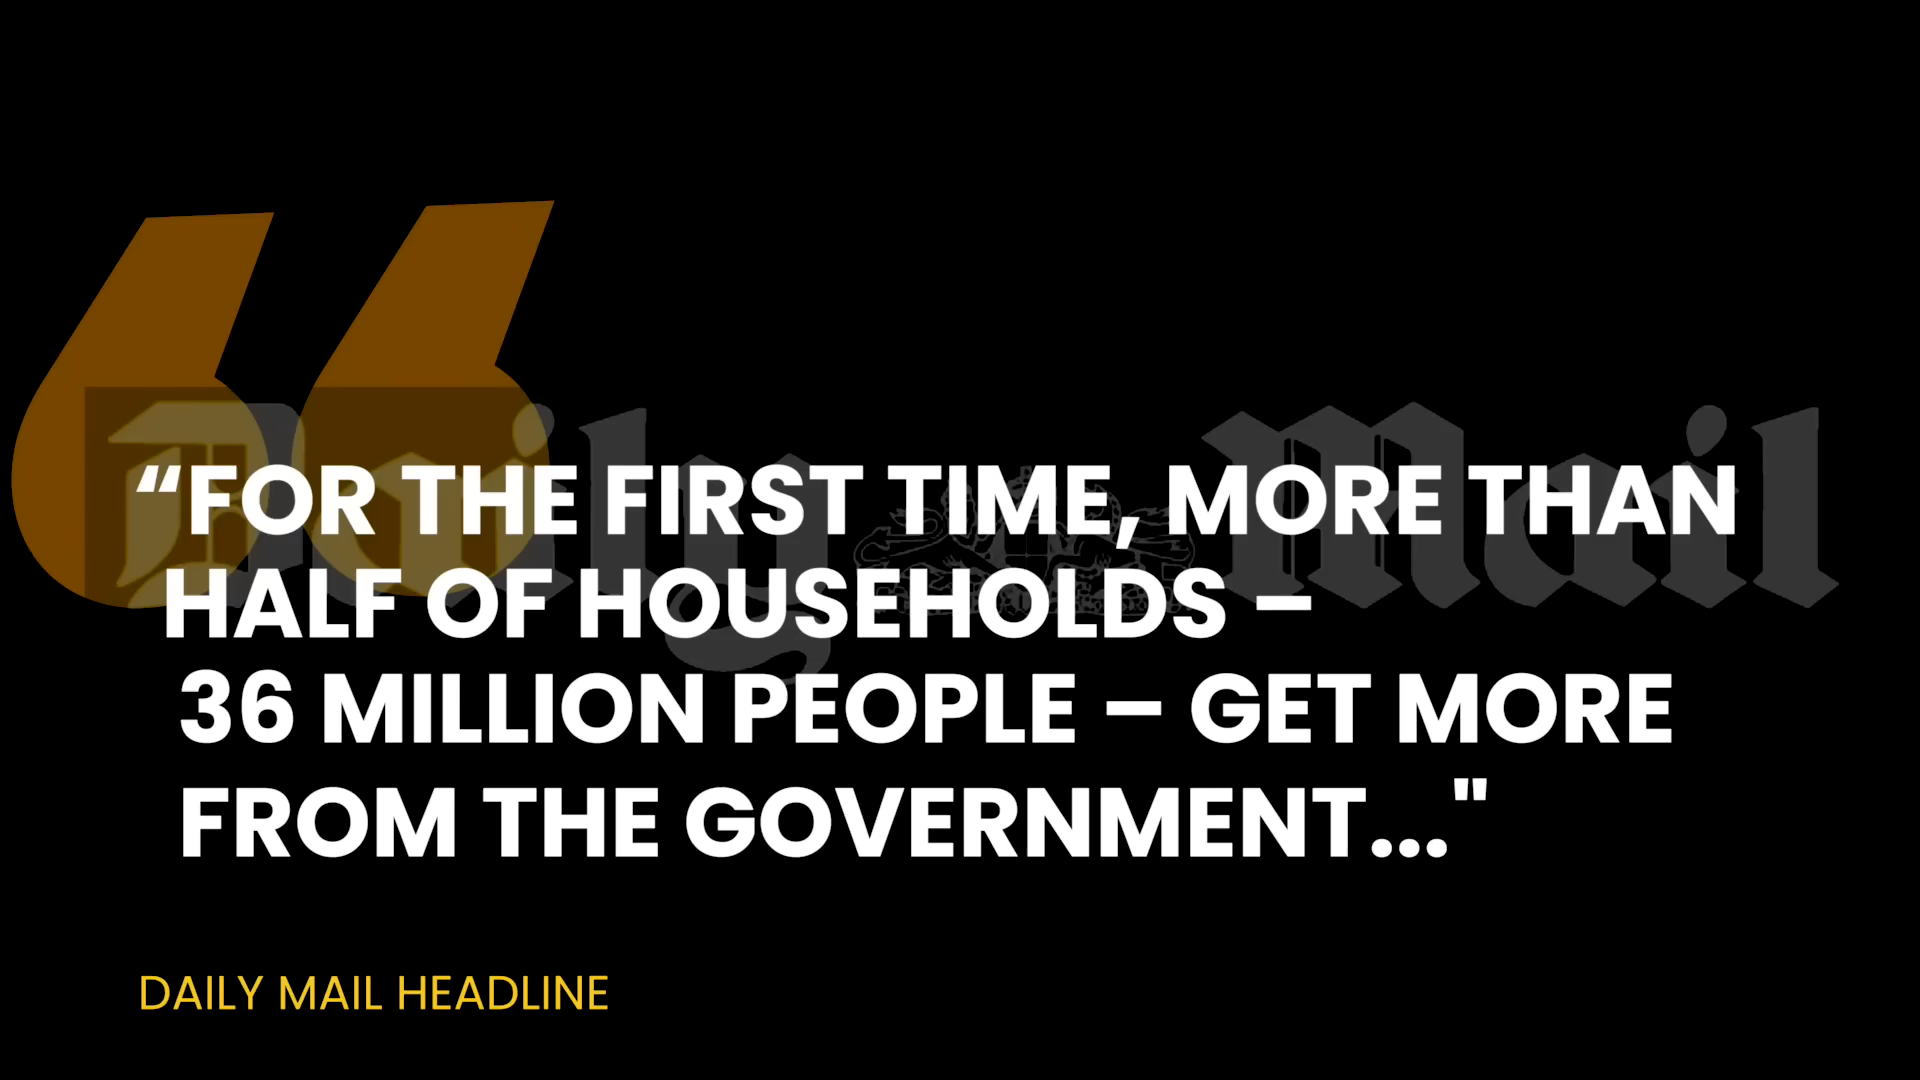 Daily Mail
“FOR THE FIRST TIME, MORE THAN
HALF OF HOUSEHOLDS –
36 MILLION PEOPLE – GET MORE
FROM THE GOVERNMENT..."
DAILY MAIL HEADLINE